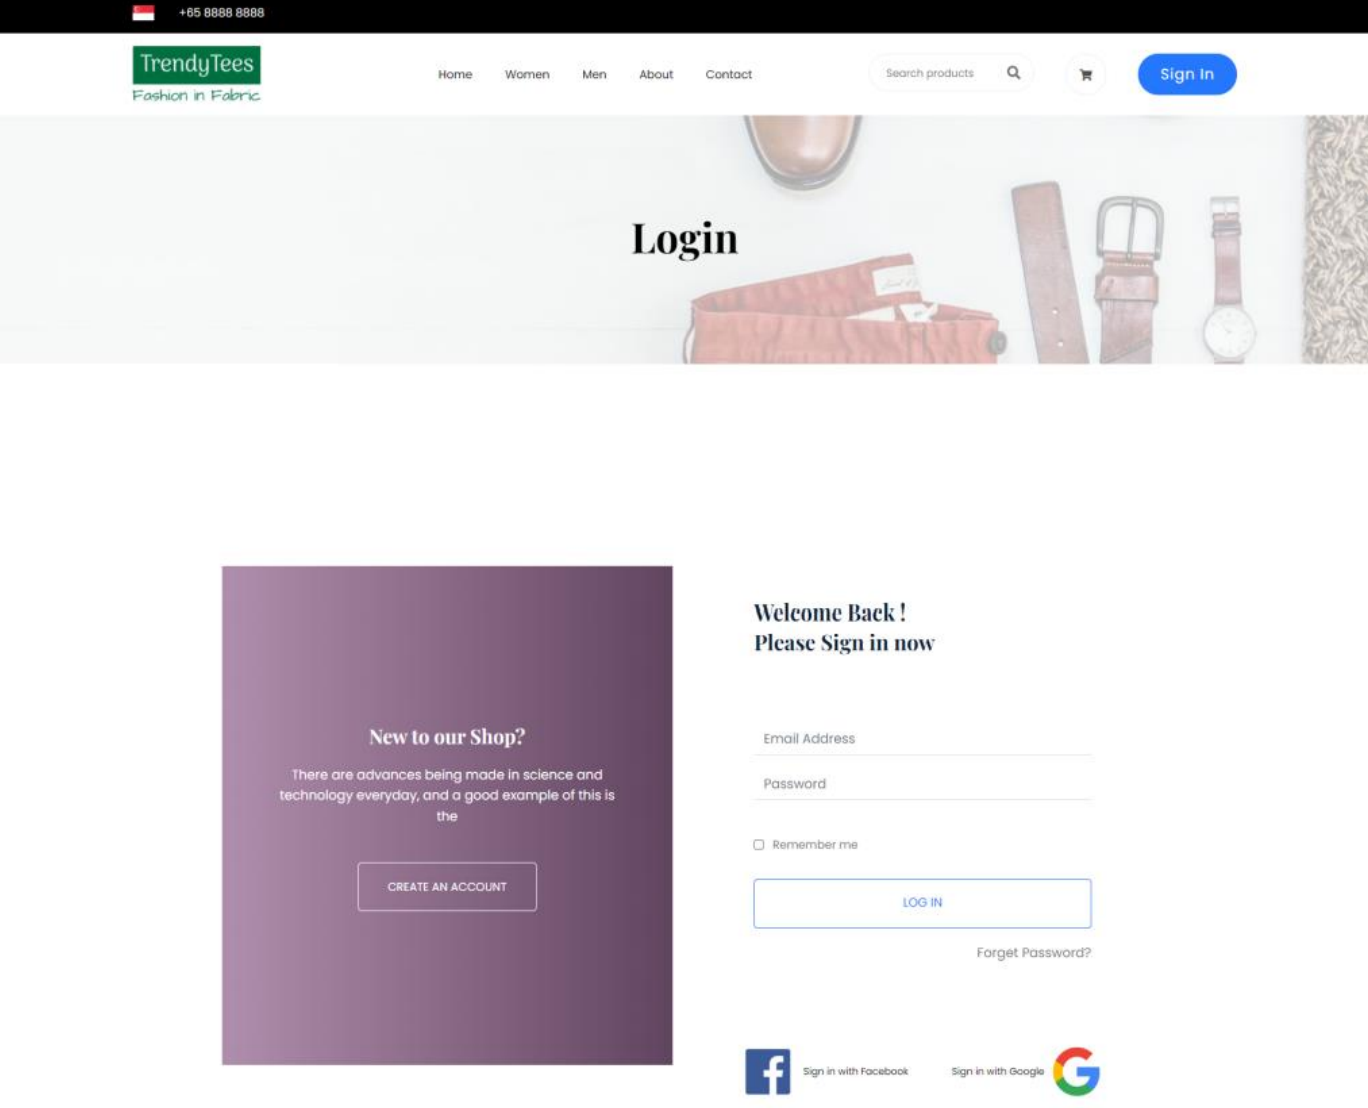 +65 8888 8888
TrendyTees
Fashion in Fabric
Home
Women
Men
About
Contact
Search products
Sign In
Login
New to our Shop?
There are advances being made in science and
technology everyday, and a good example of this is
the
CREATE AN ACCOUNT
Welcome Back !
Please Sign in now
Email Address
Password
Remember me
LOG IN
Forget Password?
Sign in with Facebook
Sign in with Google